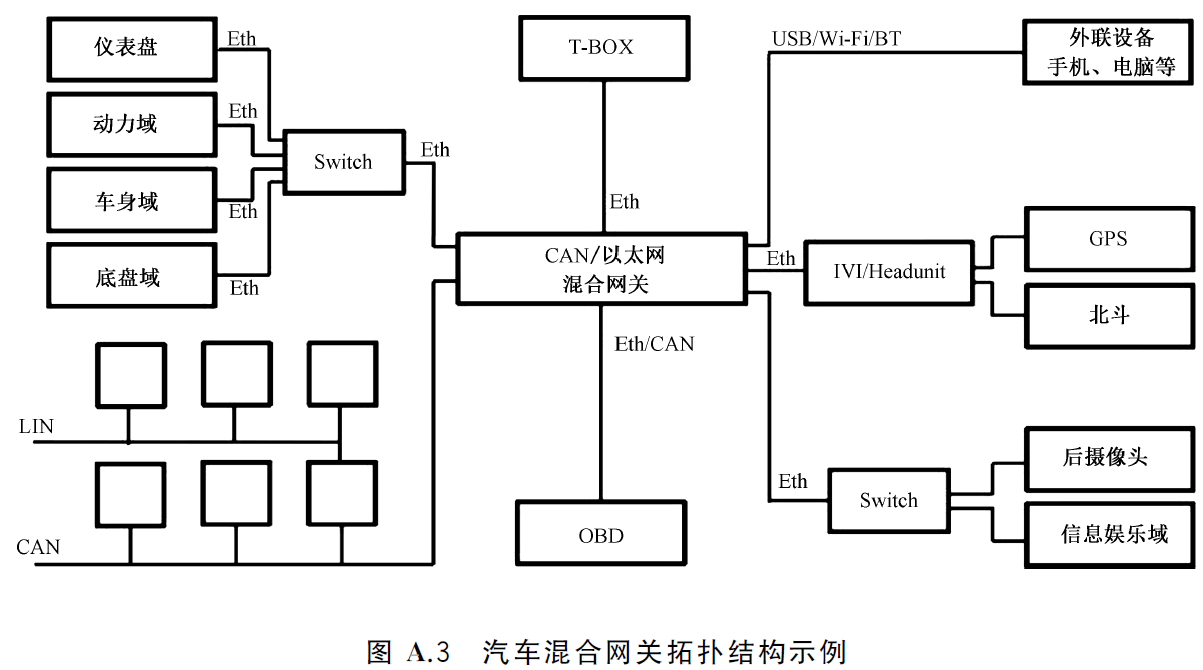 仪表盘
Eth
动力域
Eth
车身域
Eth
底盘域
Eth
Switch
Eth
T-BOX
Eth
USB/Wi-Fi/BT
外联设备
手机、电脑等
CAN/以太网
混合网关
Eth
IVI/Headunit
GPS
北斗
Eth/CAN
LIN
CAN
OBD
Eth
Switch
后摄像头
信息娱乐域
图 A.3 汽车混合网关拓扑结构示例